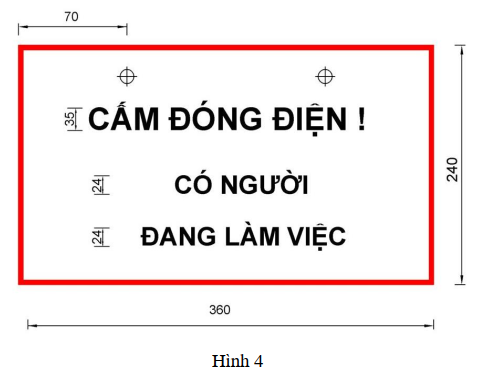 70
35 CẤM ĐÓNG ĐIỆN !
24 CÓ NGƯỜI
240
24 ĐANG LÀM VIỆC
360
Hình 4